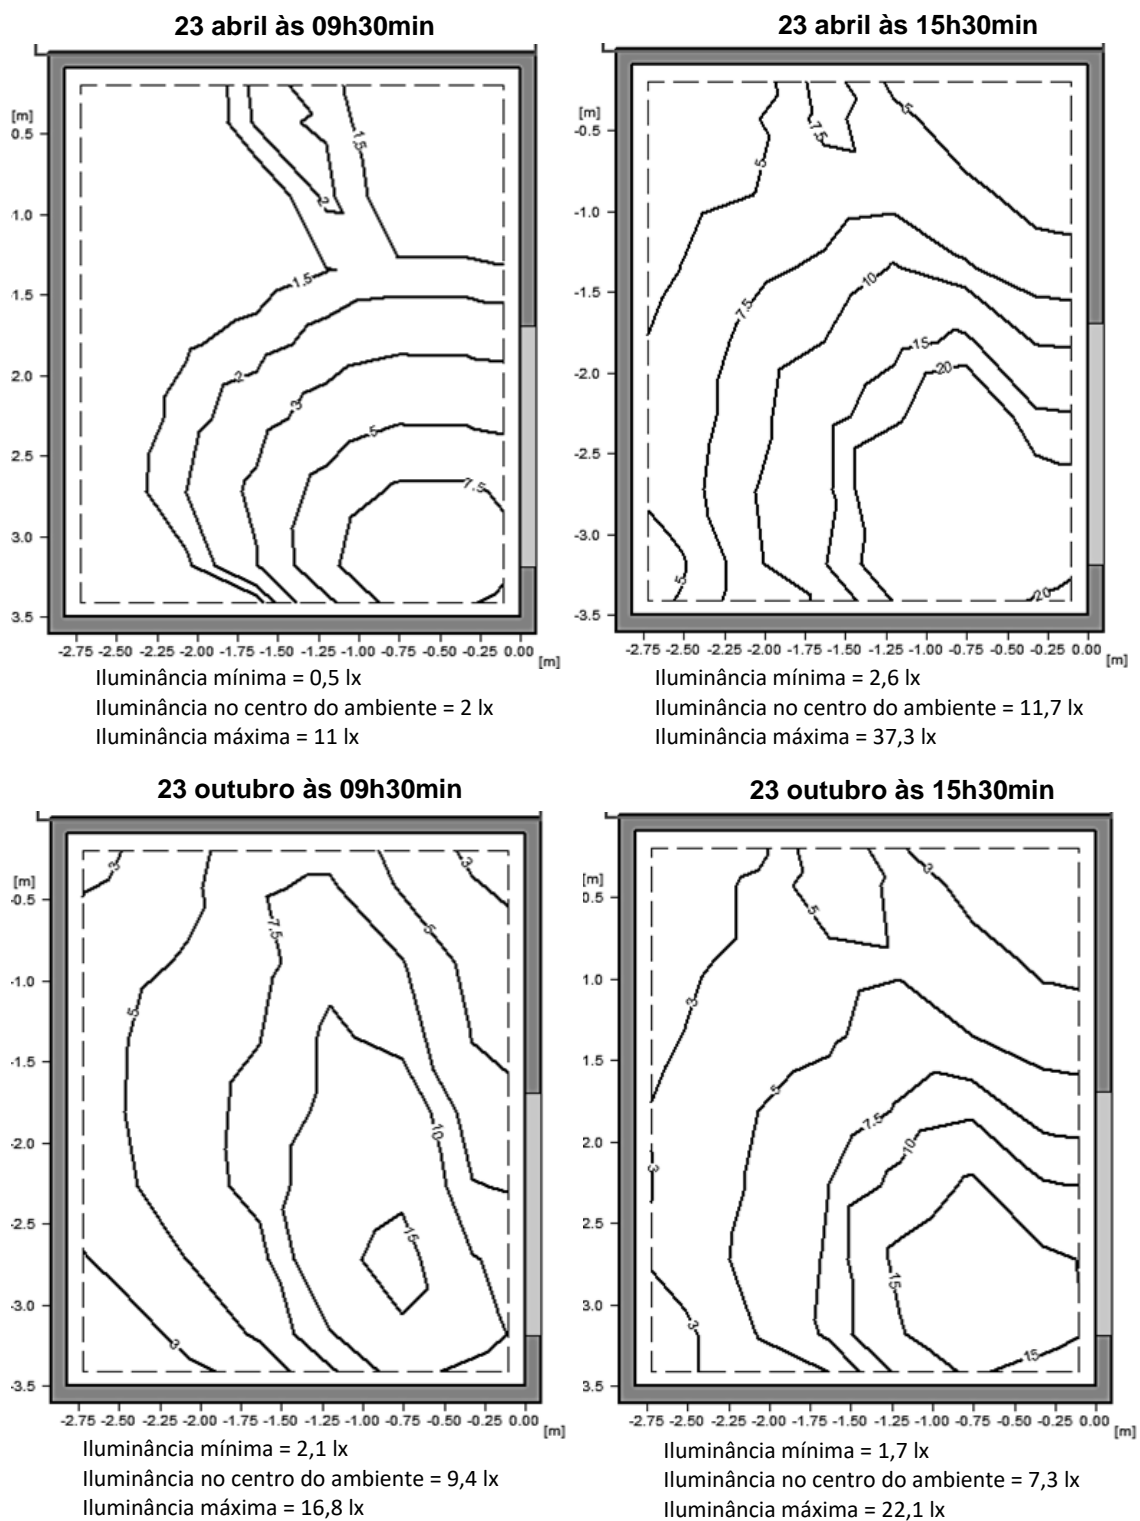 23 abril às 09h30min
[m]
0.5
1.0
1.5
2.0
2.5
3.0
3.5
1.5
2
1.5
2
3
5
7.5
-2.75 -2.50 -2.25 -2.00 -1.75 -1.50 -1.25 -1.00 -0.75 -0.50 -0.25 0.00
[m]
Iluminância mínima = 0,5 lx
Iluminância no centro do ambiente = 2 lx
Iluminância máxima = 11 lx
23 abril às 15h30min
[m]
-0.5
-1.0
-1.5
-2.0
-2.5
-3.0
-3.5
5
7.5
5
7.5
10
15
20
5
20
-2.75 -2.50 -2.25 -2.00 -1.75 -1.50 -1.25 -1.00 -0.75 -0.50 -0.25 0.00
[m]
Iluminância mínima = 2,6 lx
Iluminância no centro do ambiente = 11,7 lx
Iluminância máxima = 37,3 lx
23 outubro às 09h30min
[m]
-0.5
-1.0
-1.5
-2.0
-2.5
-3.0
-3.5
3
3
7.5
5
5
10
15
3
-2.75 -2.50 -2.25 -2.00 -1.75 -1.50 -1.25 -1.00 -0.75 -0.50 -0.25 0.00
[m]
Iluminância mínima = 2,1 lx
Iluminância no centro do ambiente = 9,4 lx
Iluminância máxima = 16,8 lx
23 outubro às 15h30min
[m]
0.5
1.0
1.5
2.0
2.5
3.0
3.5
3
5
3
5
7.5
10
3
15
3
15
-2.75 -2.50 -2.25 -2.00 -1.75 -1.50 -1.25 -1.00 -0.75 -0.50 -0.25 0.00
[m]
Iluminância mínima = 1,7 lx
Iluminância no centro do ambiente = 7,3 lx
Iluminância máxima = 22,1 lx